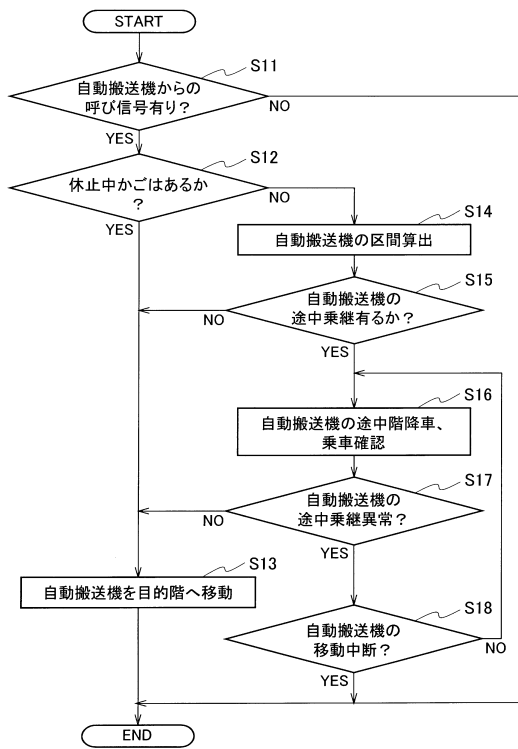 START
S11
自動搬送機からの
呼び信号有り?
NO
YES
S12
休止中かごはあるか
?
NO
YES
S14
自動搬送機の区間算出
S15
自動搬送機の
途中乗継有るか?
NO
YES
S16
自動搬送機の途中階降車、
乗車確認
S17
自動搬送機の
途中乗継異常?
NO
YES
S13
自動搬送機を目的階へ移動
S18
自動搬送機の
移動中断?
NO
YES
END